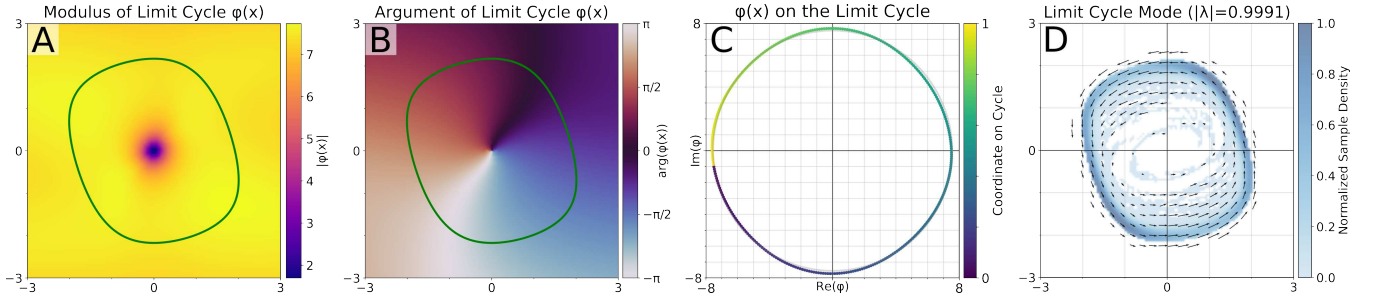 Modulus of Limit Cycle φ(x)
A
3
0
−3
−3
0
3
7
6
5
4
3
2
|φ(x)|
Argument of Limit Cycle φ(x)
B
3
0
−3
−3
0
3
π
π/2
0
−π/2
−π
arg(φ(x))
φ(x) on the Limit Cycle
C
8
Im(φ)
−8
−8
Re(φ)
8
1
0
Coordinate on Cycle
Limit Cycle Mode (|λ|=0.9991)
D
3
0
−3
−3
0
3
1.0
0.8
0.6
0.4
0.2
0.0
Normalized Sample Density